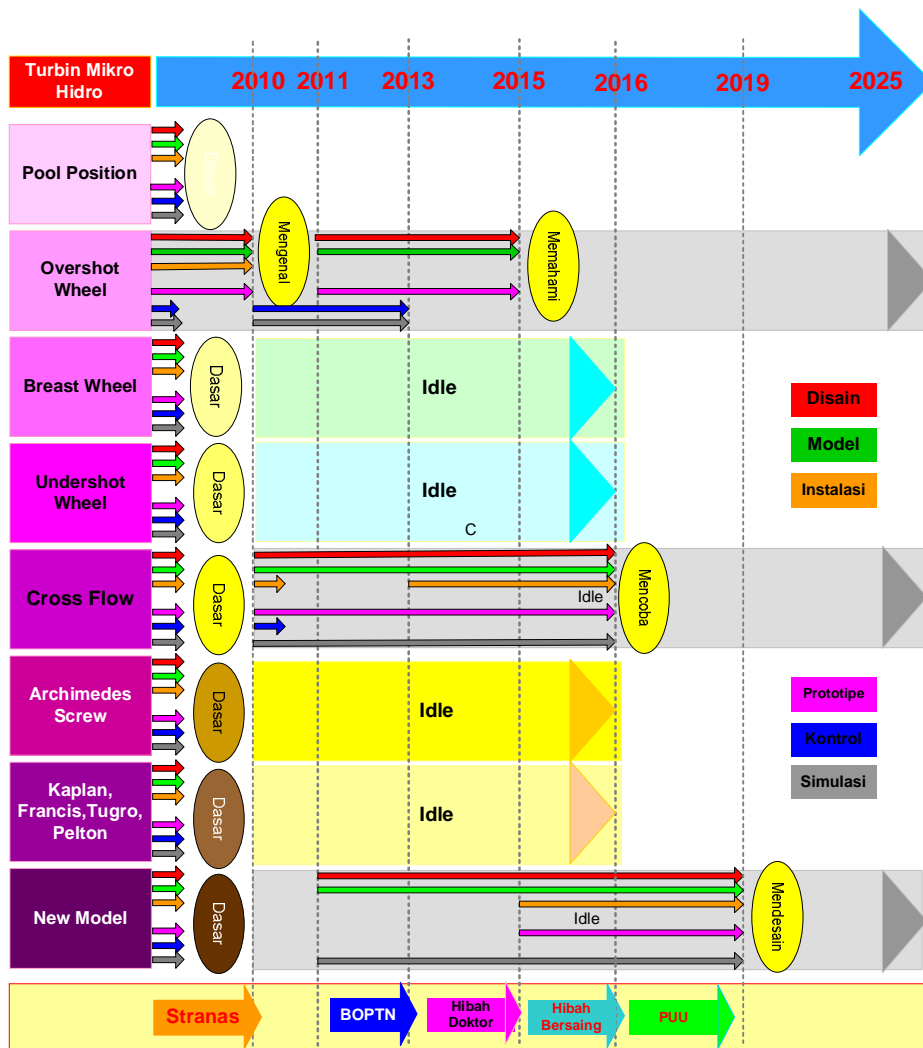 Turbin Mikro
Hidro
2010 2011 2013 2015 2016 2019 2025
Pool Position
Overshot
Wheel
Mengenal
Memahami
Breast Wheel
Dasar
Idle
Disain
Model
Undershot
Wheel
Dasar
Idle
C
Instalasi
Cross Flow
Dasar
Idle
Mencoba
Archimedes
Screw
Dasar
Idle
Prototipe
Kontrol
Simulasi
Kaplan,
Francis,Tugro,
Pelton
Dasar
Idle
New Model
Dasar
Idle
Mendesain
Stranas
BOPTN
Hibah
Doktor
Hibah
Bersaing
PUU